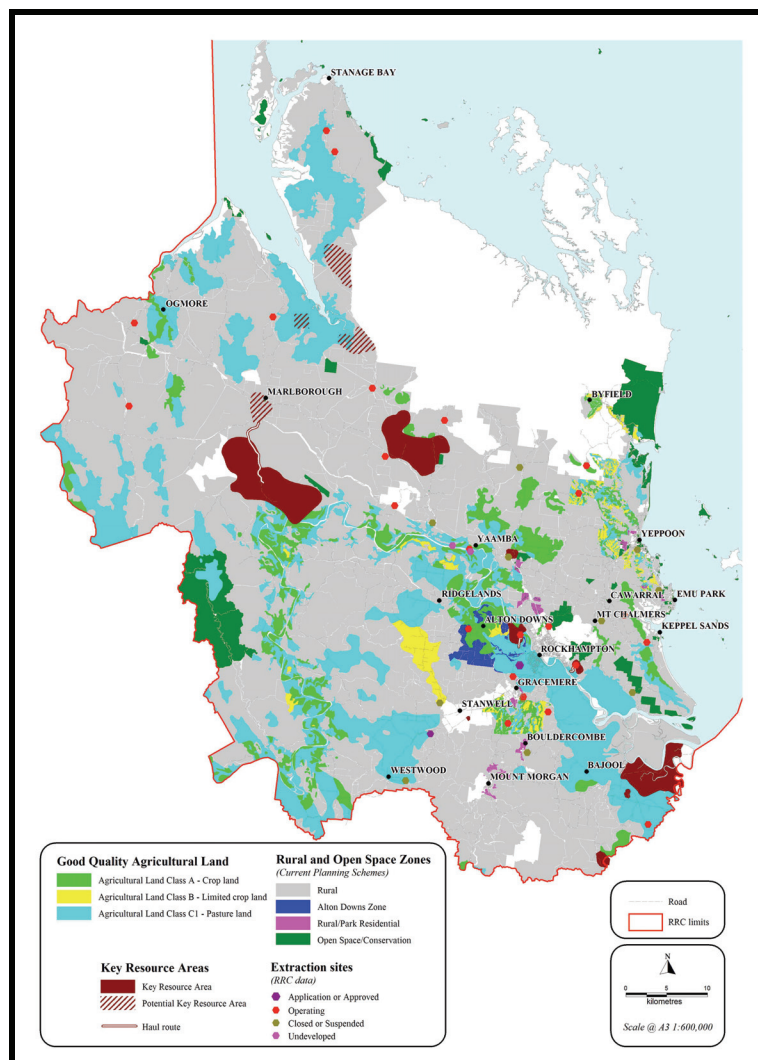 STANAGE BAY
OGMORE
MARLBOROUGH
BYFIELD
YAAMBA
YEPPOON
RIDGELANDS
CAWARRAL
EMU PARK
MT CHALMERS
ALTON DOWNS
KEPPEL SANDS
ROCKHAMPTON
GRACEMERE
STANWELL
BOULDERCOMBE
WESTWOOD
BAJOOL
MOUNT MORGAN
Good Quality Agricultural Land
Agricultural Land Class A - Crop land
Agricultural Land Class B - Limited crop land
Agricultural Land Class C1 - Pasture land
Rural and Open Space Zones
(Current Planning Schemes)
Rural
Alton Downs Zone
Rural/Park Residential
Open Space/Conservation
Key Resource Areas
Key Resource Area
Potential Key Resource Area
Haul route
Extraction sites
(RRC data)
Application or Approved
Operating
Closed or Suspended
Undeveloped
Road
RRC limits
N
0 5 10
kilometres
Scale @ A3 1:600,000